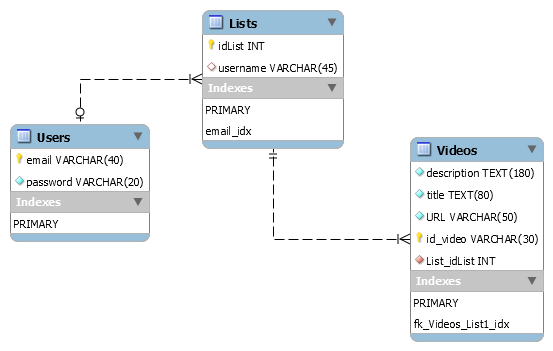 Lists
idList INT
username VARCHAR(45)
Indexes
PRIMARY
email_idx
Users
email VARCHAR(40)
password VARCHAR(20)
Indexes
PRIMARY
Videos
description TEXT(180)
title TEXT(80)
URL VARCHAR(50)
id_video VARCHAR(30)
List_idList INT
Indexes
PRIMARY
fk_Videos_List1_idx